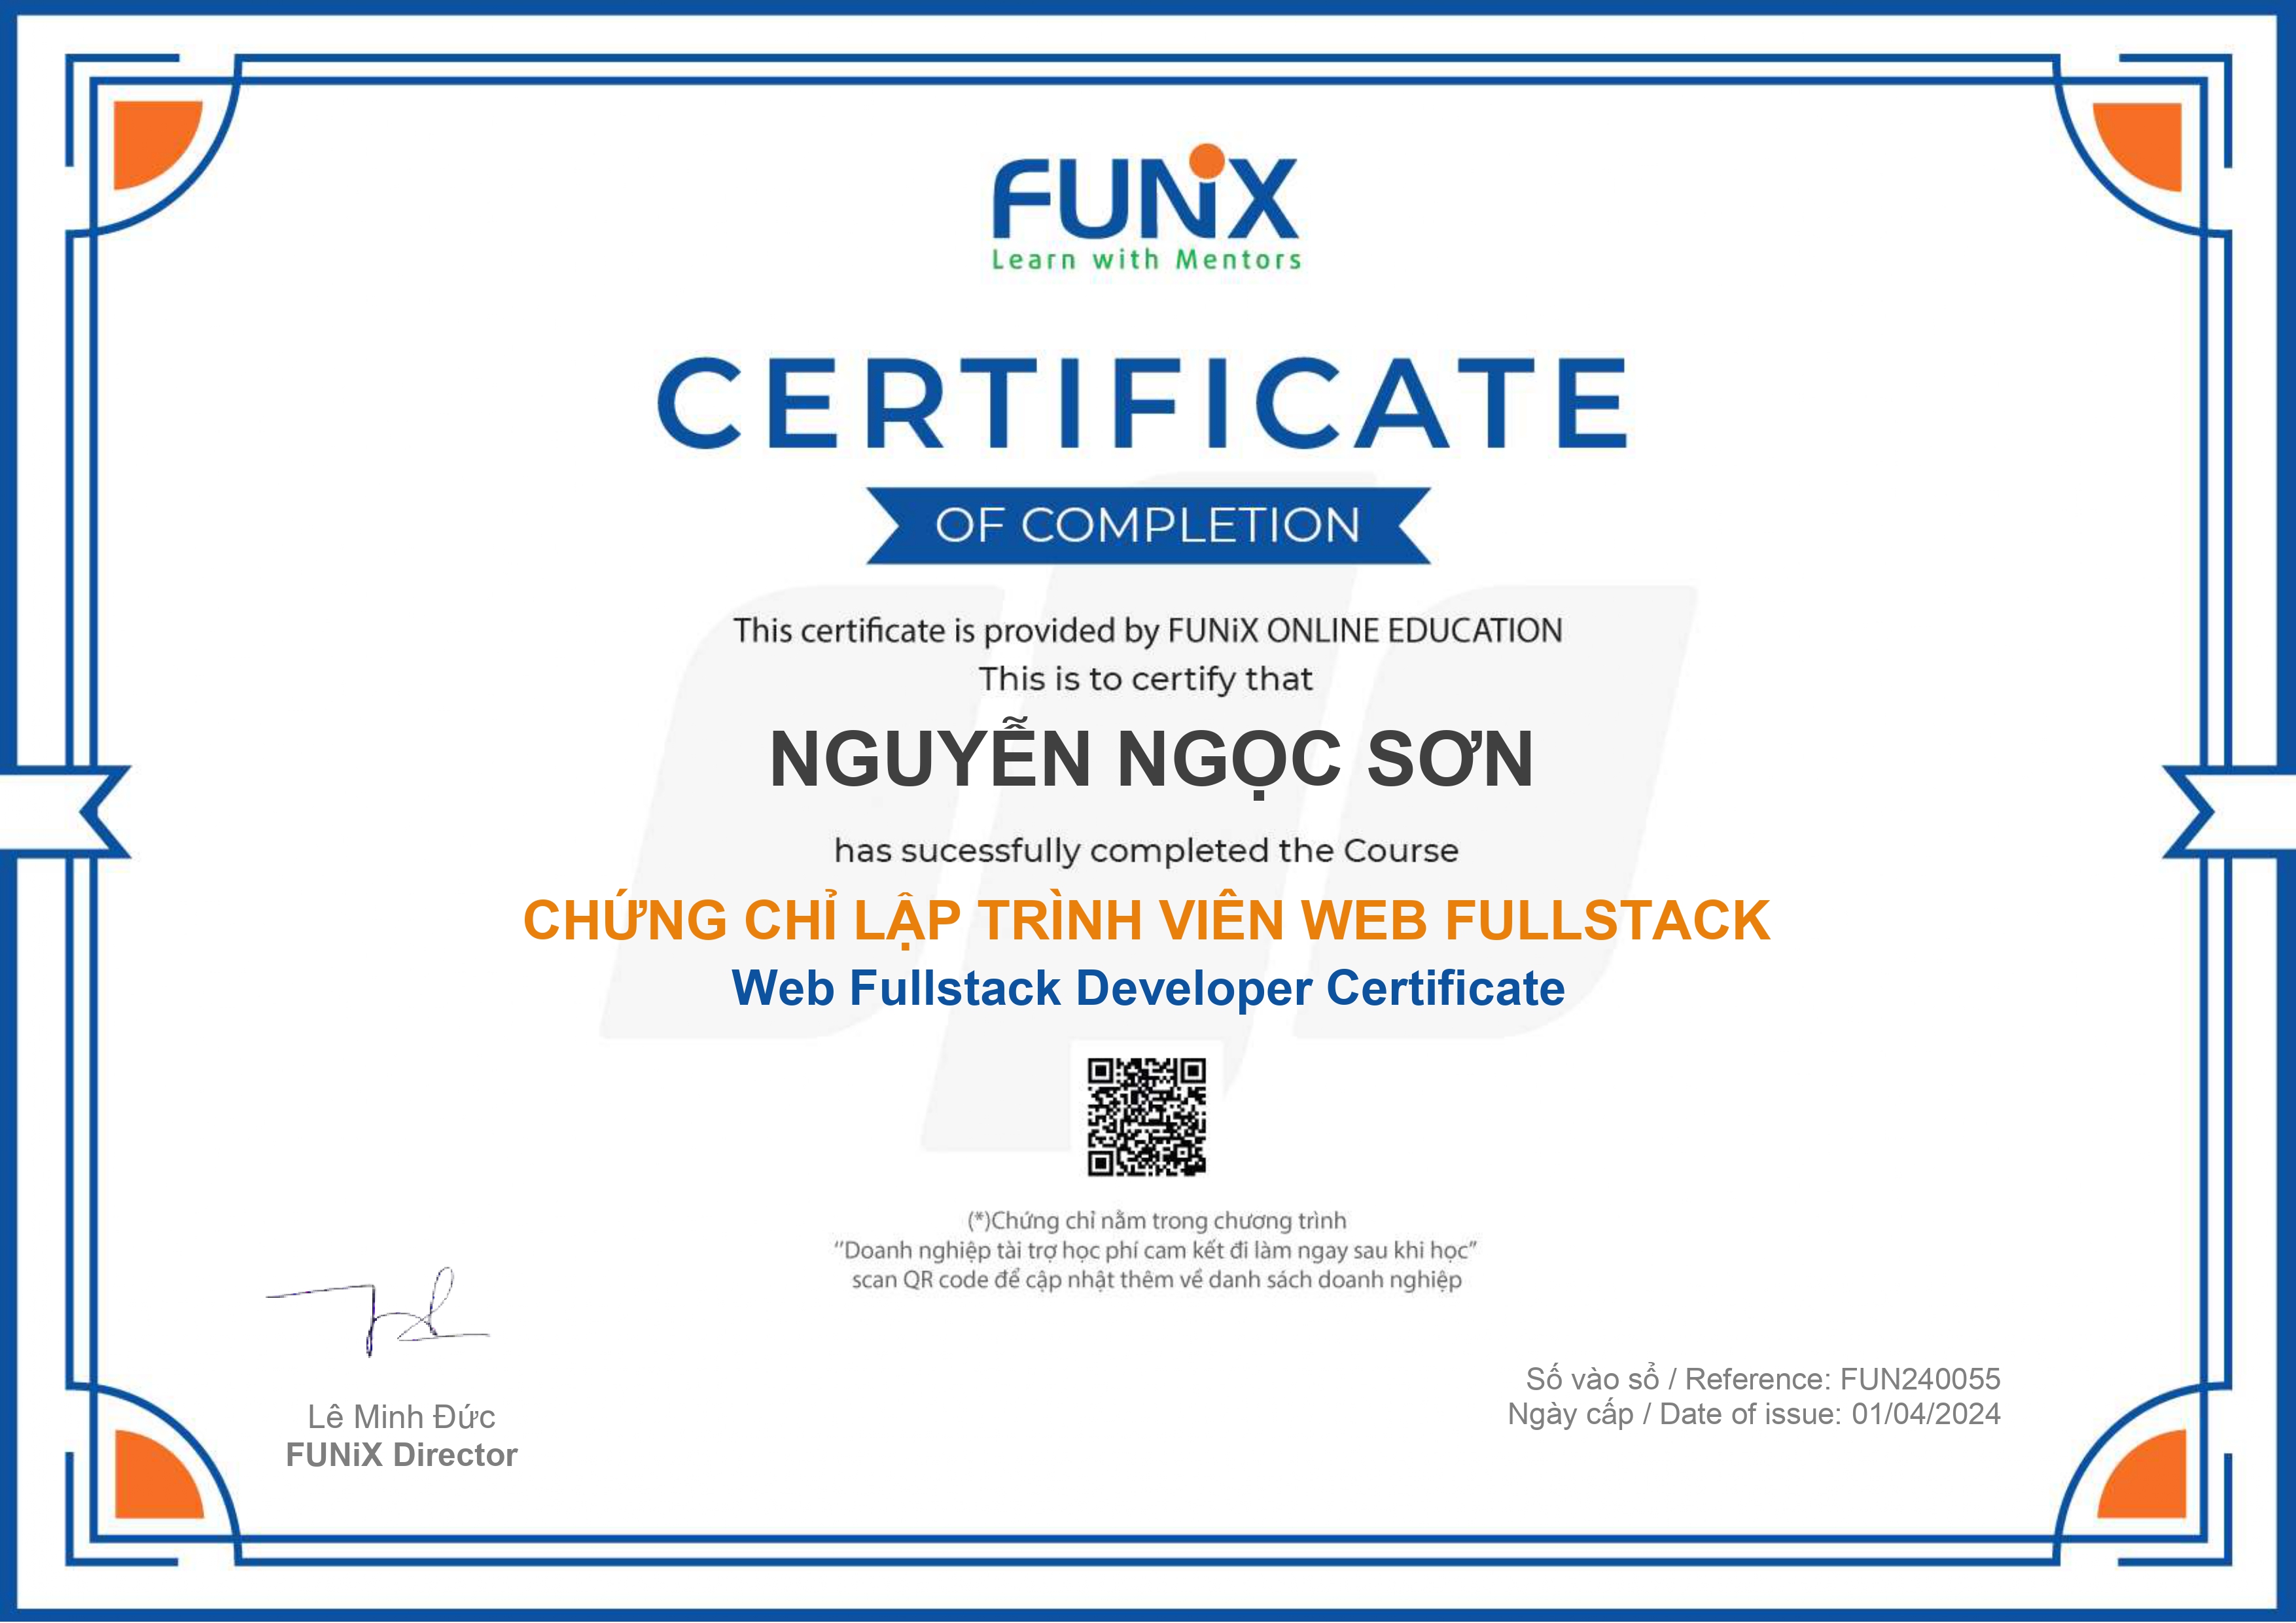 FUNiX
Learn with Mentors
CERTIFICATE
OF COMPLETION
This certificate is provided by FUNiX ONLINE EDUCATION
This is to certify that
NGUYỄN NGỌC SƠN
has sucessfully completed the Course
CHỨNG CHỈ LẬP TRÌNH VIÊN WEB FULLSTACK
Web Fullstack Developer Certificate
(*)Chứng chỉ nằm trong chương trình
"Doanh nghiệp tài trợ học phí cam kết đi làm ngay sau khi học"
scan QR code để cập nhật thêm về danh sách doanh nghiệp
Lê Minh Đức
FUNiX Director
Số vào sổ / Reference: FUN240055
Ngày cấp / Date of issue: 01/04/2024